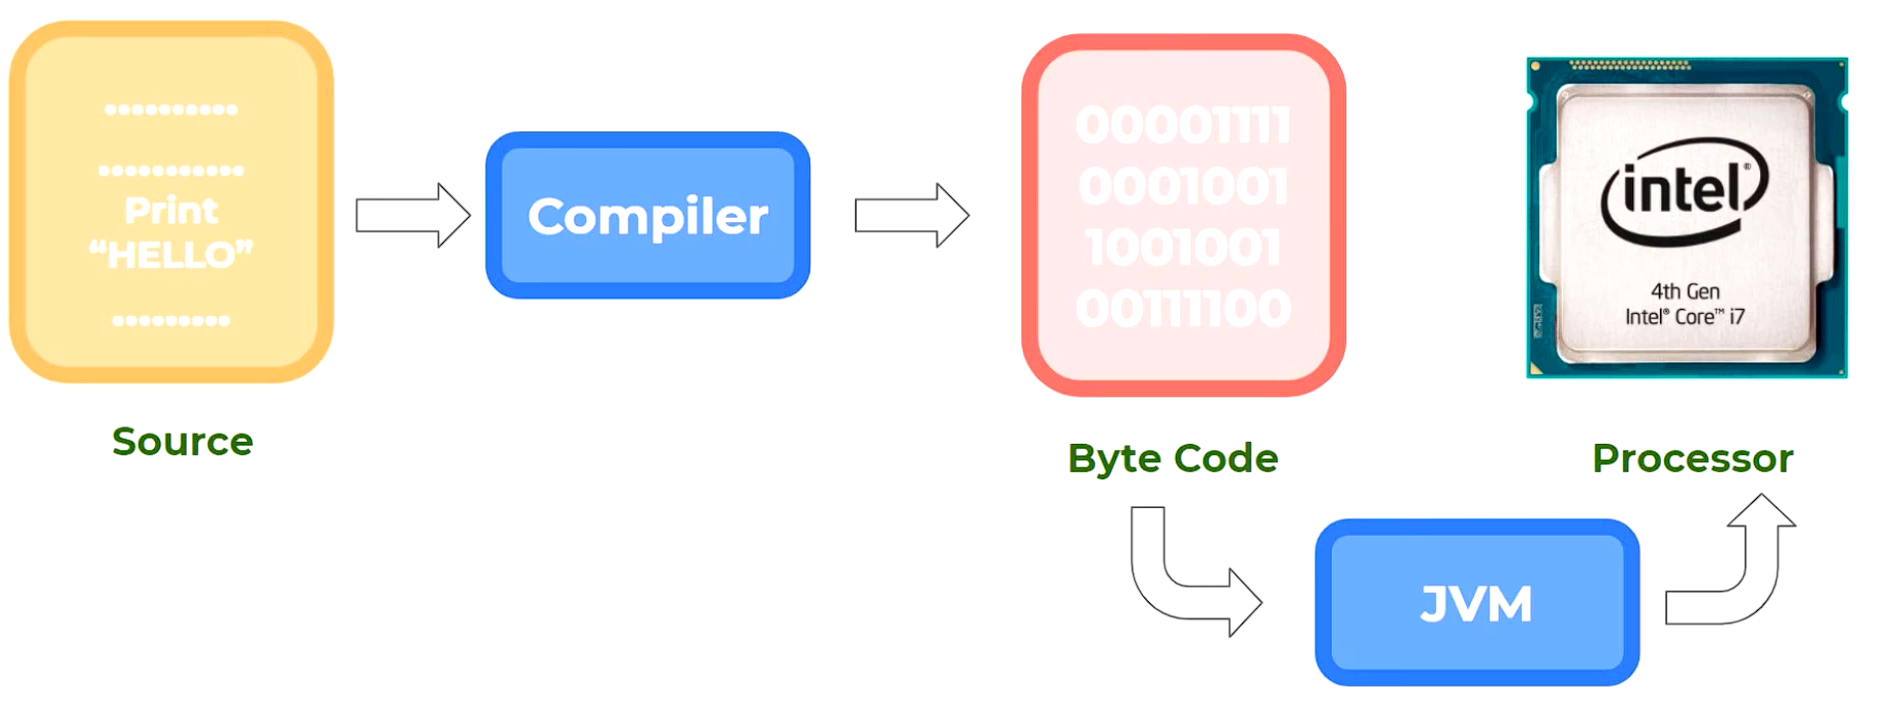 ..........
...........
Print
“HELLO”
.........
Source
Compiler
00001111
0001001
1001001
00111100
Byte Code
intel®
4th Gen
Intel® Core™ i7
Processor
JVM